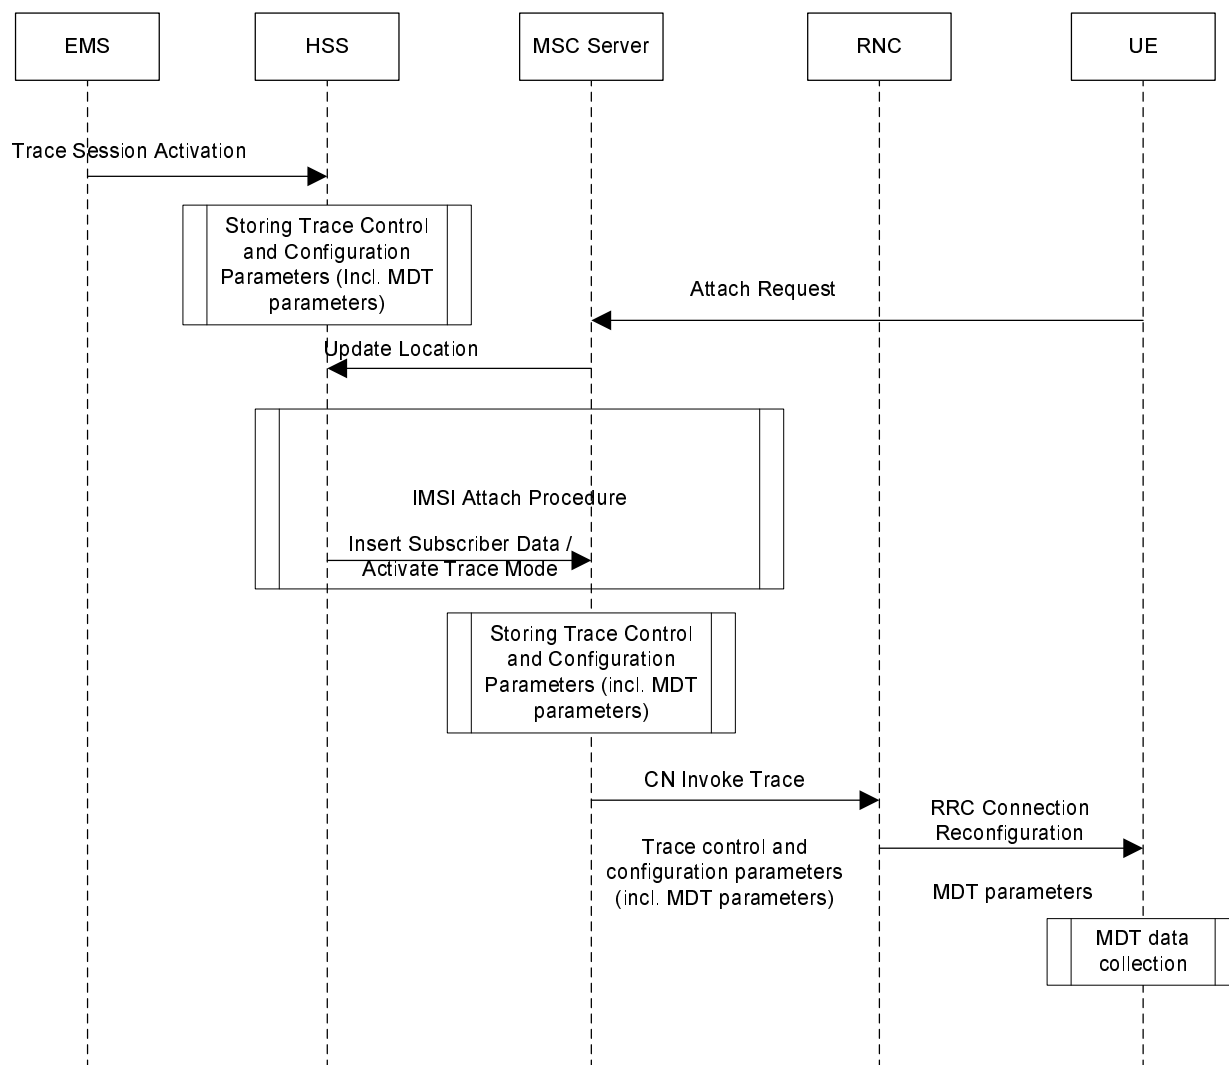 EMS
HSS
MSC Server
RNC
UE
Trace Session Activation
Storing Trace Control
and Configuration
Parameters (Incl. MDT
parameters)
Attach Request
Update Location
IMSI Attach Procedure
Insert Subscriber Data /
Activate Trace Mode
Storing Trace Control
and Configuration
Parameters (incl. MDT
parameters)
CN Invoke Trace
RRC Connection
Reconfiguration
Trace control and
configuration parameters
(incl. MDT parameters)
MDT parameters
MDT data
collection